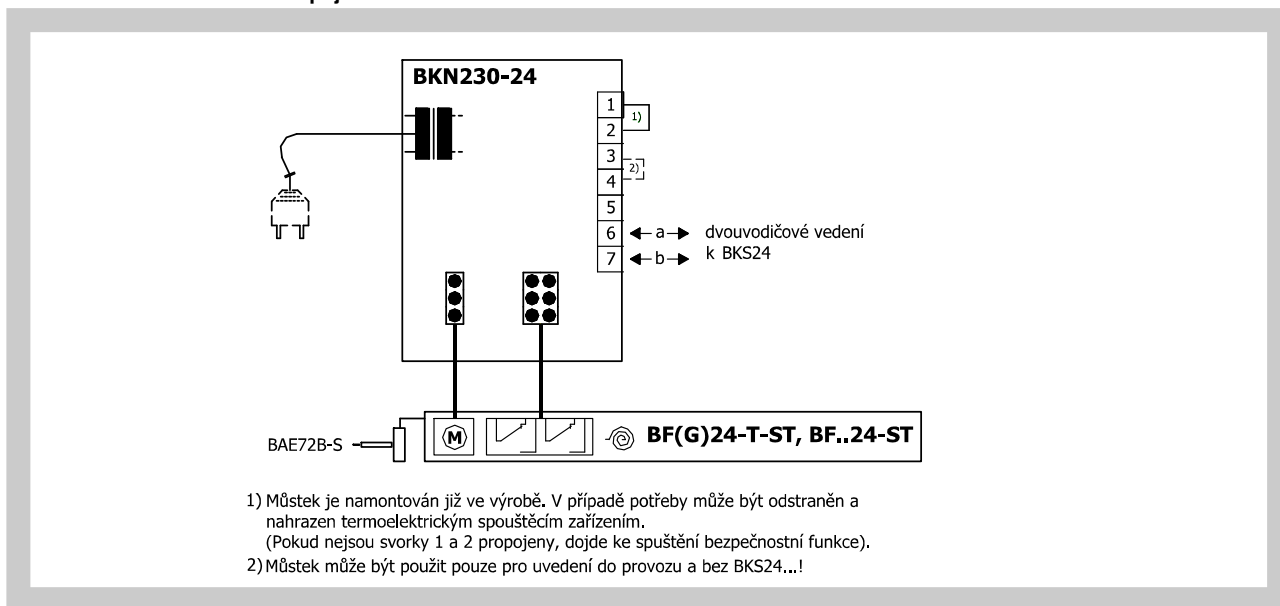 BKN230-24
1
1)
2
3
2)
4
5
6 a dvouvodičové vedení
7 b k BKS24
BAE72B-S
M
BF(G)24-T-ST, BF..24-ST
1) Můstek je namontován již ve výrobě. V případě potřeby může být odstraněn a
nahrazen termoelektrickým spouštěcím zařízením.
(Pokud nejsou svorky 1 a 2 propojeny, dojde ke spuštění bezpečnostní funkce).
2) Můstek může být použit pouze pro uvedení do provozu a bez BKS24...!